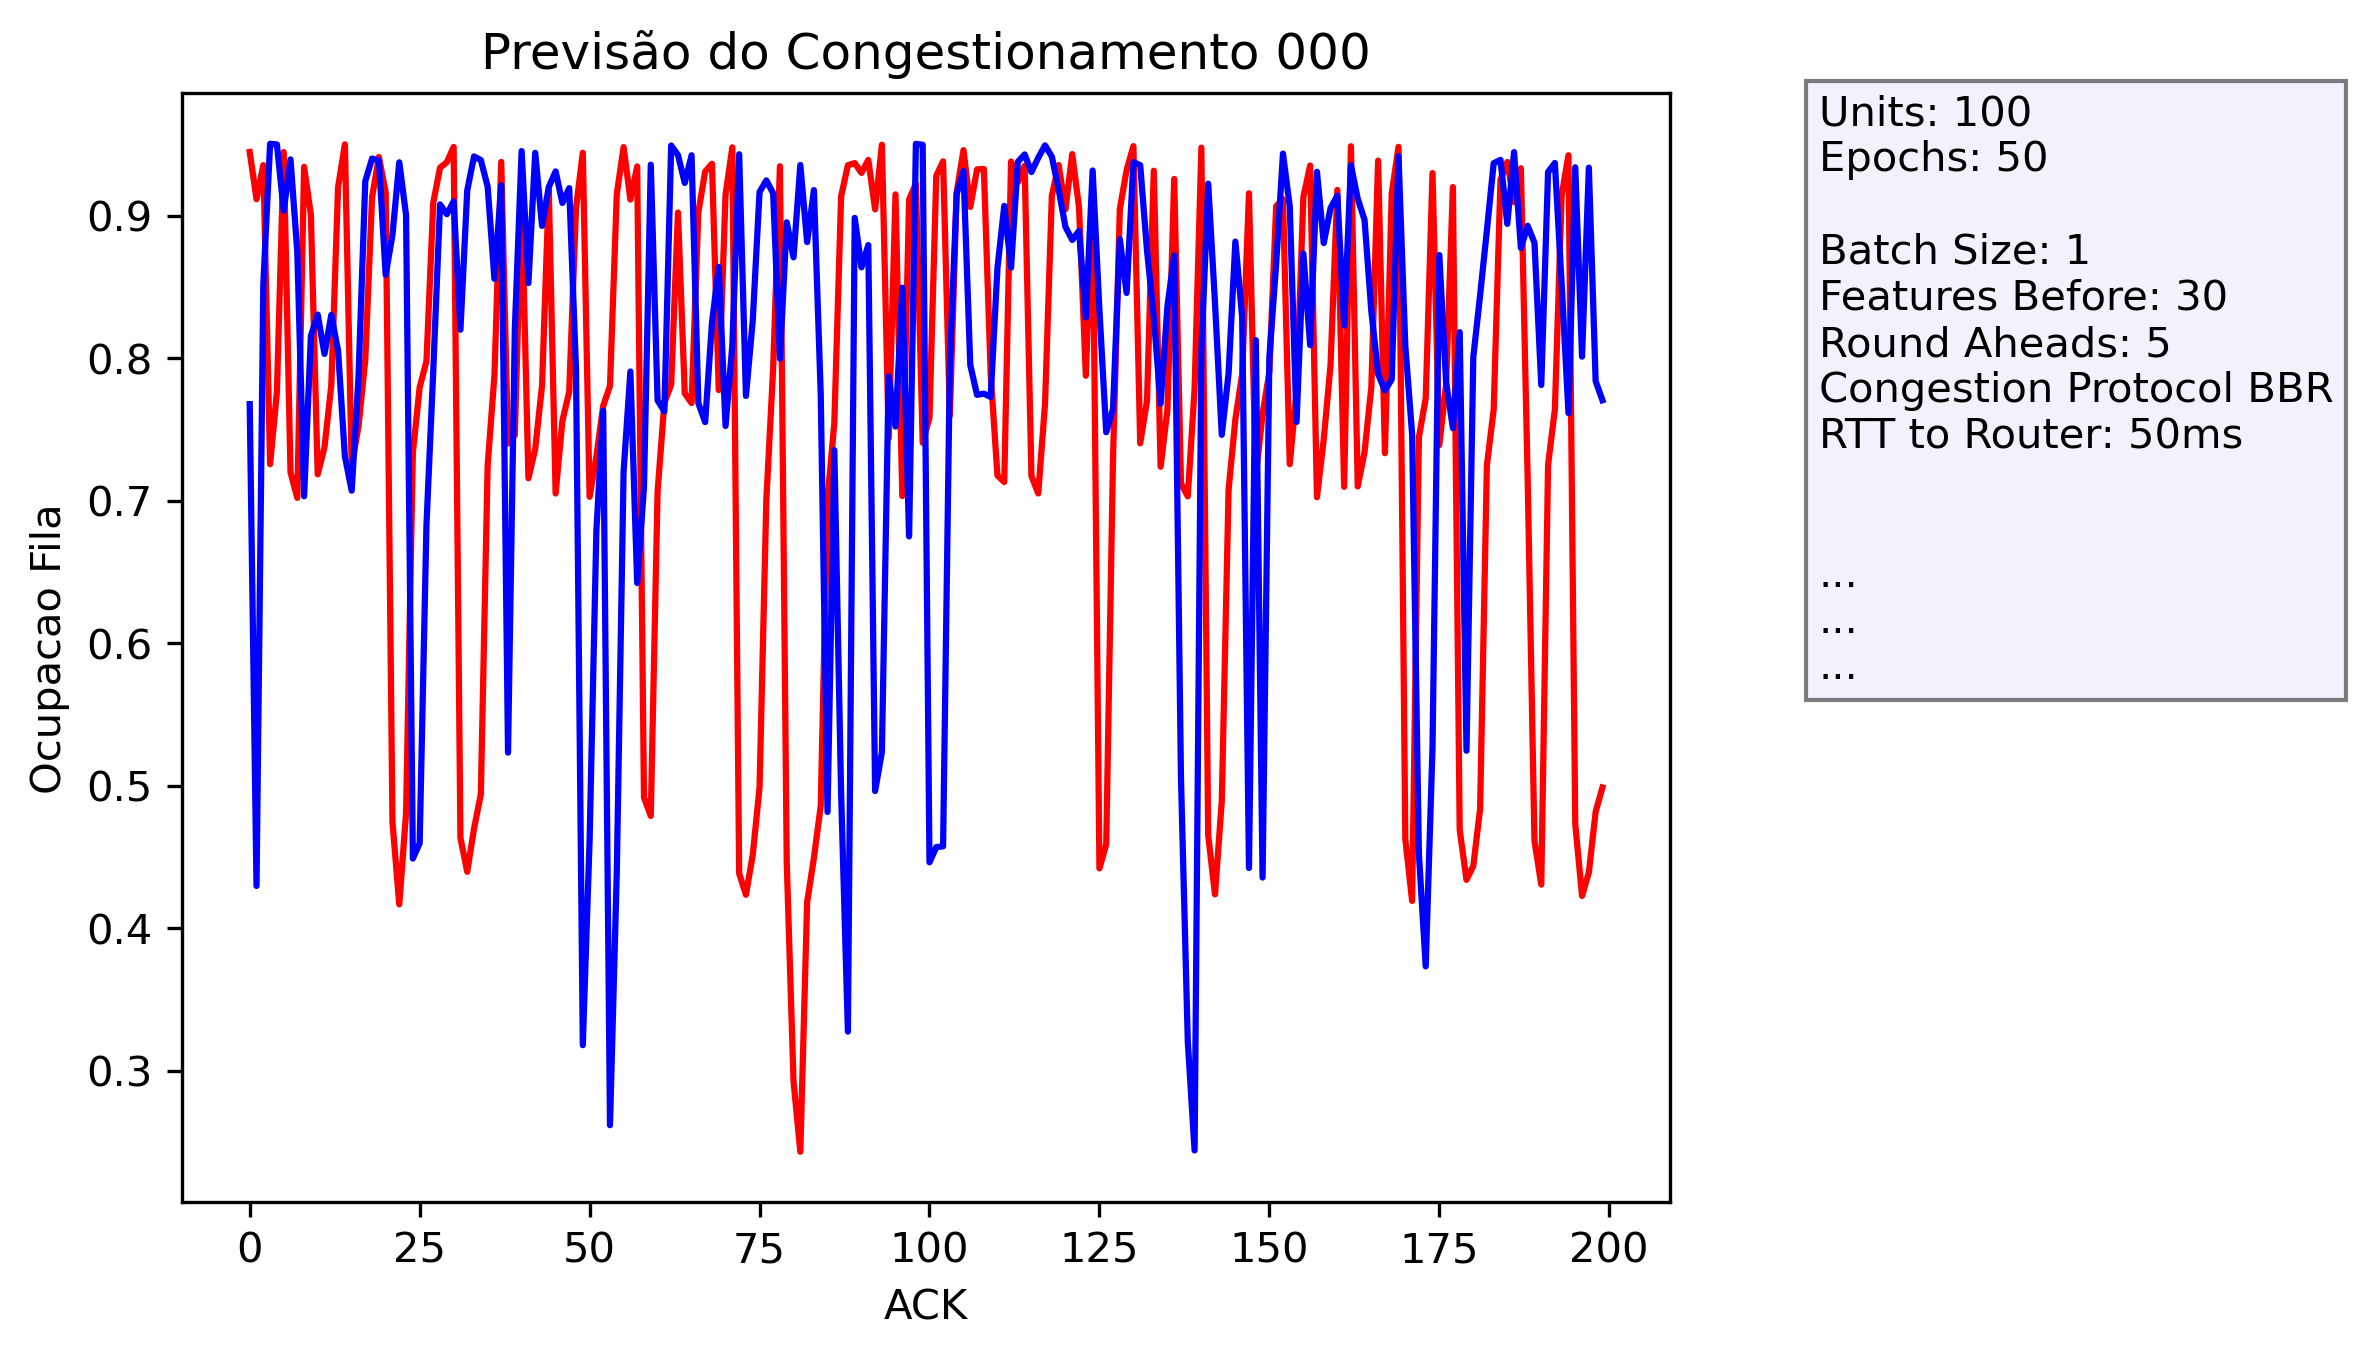 Previsão do Congestionamento 000
Ocupacao Fila
0.9
0.8
0.7
0.6
0.5
0.4
0.3
0 25 50 75 100 125 150 175 200
ACK
Units: 100
Epochs: 50
Batch Size: 1
Features Before: 30
Round Aheads: 5
Congestion Protocol BBR
RTT to Router: 50ms
...
...
...